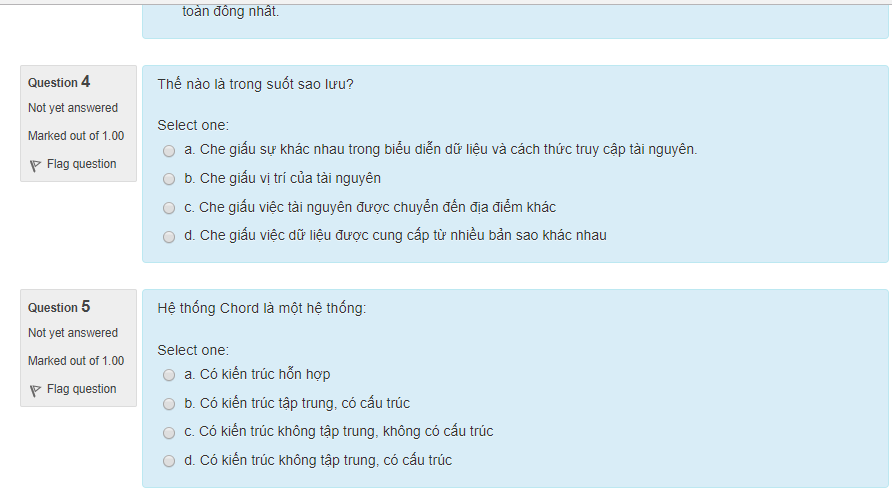 toàn đồng nhất.
Question 4
Not yet answered
Marked out of 1.00
Flag question
Thế nào là trong suốt sao lưu?
Select one:
a. Che giấu sự khác nhau trong biểu diễn dữ liệu và cách thức truy cập tài nguyên.
b. Che giấu vị trí của tài nguyên
c. Che giấu việc tài nguyên được chuyển đến địa điểm khác
d. Che giấu việc dữ liệu được cung cấp từ nhiều bản sao khác nhau
Question 5
Not yet answered
Marked out of 1.00
Flag question
Hệ thống Chord là một hệ thống:
Select one:
a. Có kiến trúc hỗn hợp
b. Có kiến trúc tập trung, có cấu trúc
c. Có kiến trúc không tập trung, không có cấu trúc
d. Có kiến trúc không tập trung, có cấu trúc